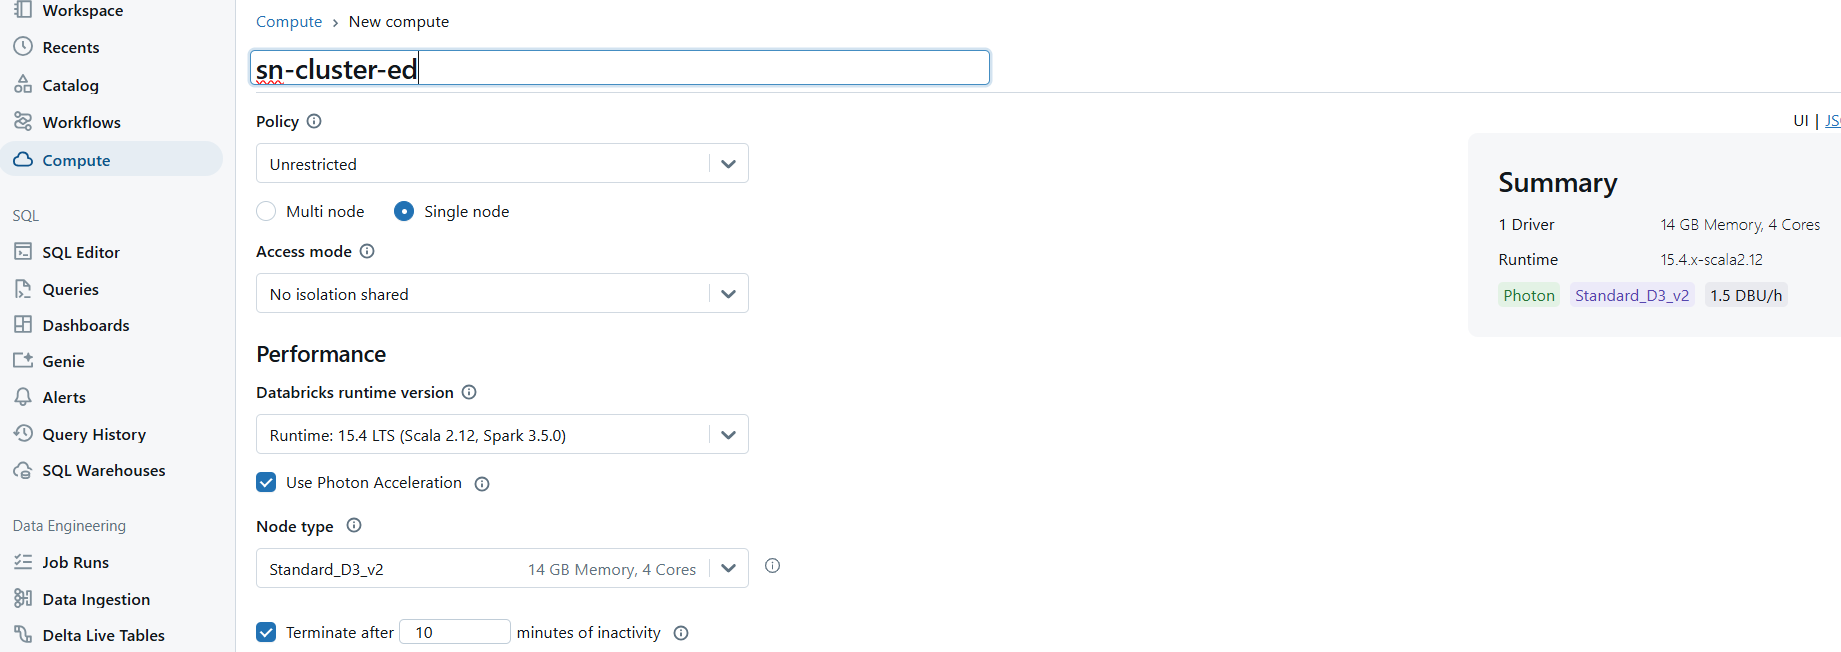 Workspace
Recents
Catalog
Workflows
Compute
SQL
SQL Editor
Queries
Dashboards
Genie
Alerts
Query History
SQL Warehouses
Data Engineering
Job Runs
Data Ingestion
Delta Live Tables
Compute › New compute
sn-cluster-ed
Policy
Unrestricted
Multi node Single node
Access mode
No isolation shared
Performance
Databricks runtime version
Runtime: 15.4 LTS (Scala 2.12, Spark 3.5.0)
Use Photon Acceleration
Node type
Standard_D3_v2 14 GB Memory, 4 Cores
Terminate after 10 minutes of inactivity
UI | JS
Summary
1 Driver 14 GB Memory, 4 Cores
Runtime 15.4.x-scala2.12
Photon Standard_D3_v2 1.5 DBU/h